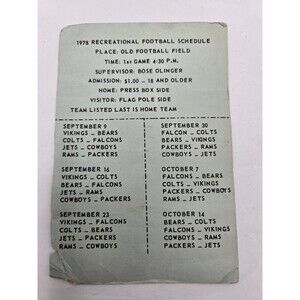 1978 RECREATIONAL FOOTBALL SCHEDULE
PLACE: OLD FOOTBALL FIELD
TIME: 1st GAME 4:30 P.M.
SUPERVISOR: BOSE OLINGER
ADMISSION: $1.00 - 18 AND OLDER
HOME: PRESS BOX SIDE
VISITOR: FLAG POLE SIDE
TEAM LISTED LAST IS HOME TEAM
SEPTEMBER 9
VIKINGS - BEARS
COLTS - FALCONS
JETS - COWBOYS
RAMS - PACKERS
SEPTEMBER 16
VIKINGS - COLTS
BEARS - FALCONS
JETS - RAMS
COWBOYS - PACKERS
SEPTEMBER 23
VIKINGS - FALCONS
COLTS - BEARS
JETS - PACKERS
RAMS - COWBOYS
SEPTEMBER 30
FALCON - COLTS
BEARS - VIKINGS
PACKERS - RAMS
COWBOYS - JETS
OCTOBER 7
FALCONS - BEARS
COLTS - VIKINGS
PACKERS - COWBOYS
RAMS - JETS
OCTOBER 14
FALCONS - VIKINGS
BEARS - COLTS
COWBOYS - RAMS
PACKERS - JETS